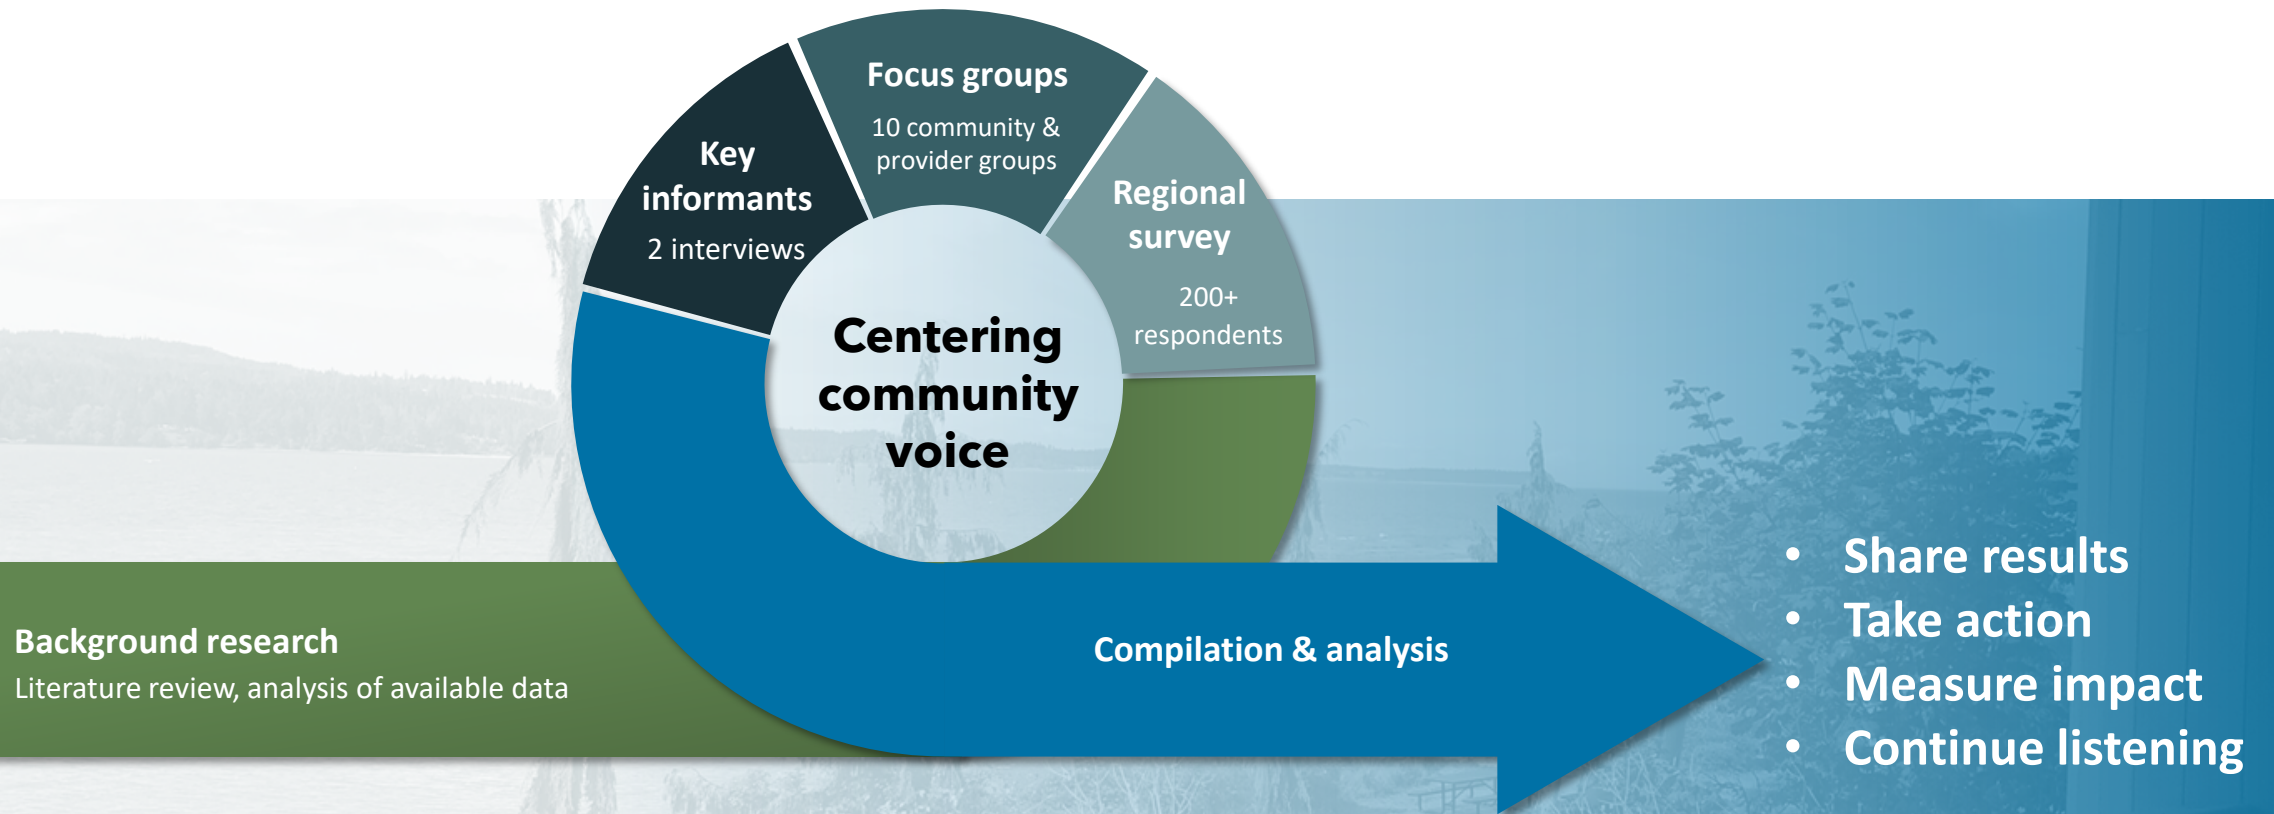 Focus groups
10 community &
provider groups
Key
informants
2 interviews
Regional
survey
200+
respondents
Centering
community
voice
Background research
Literature review, analysis of available data
Compilation & analysis
• Share results
• Take action
• Measure impact
• Continue listening